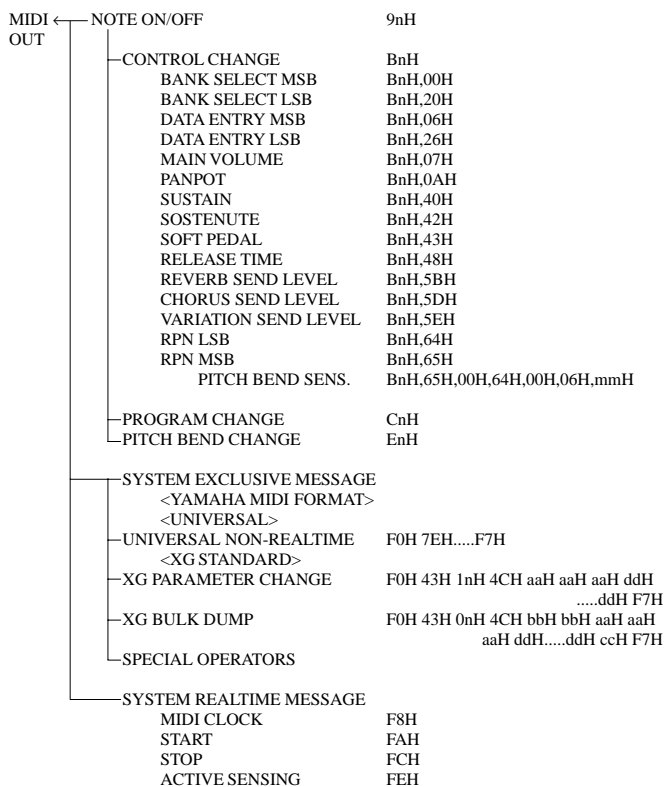 MIDI ← NOTE ON/OFF 9nH
OUT
CONTROL CHANGE BnH
BANK SELECT MSB BnH,00H
BANK SELECT LSB BnH,20H
DATA ENTRY MSB BnH,06H
DATA ENTRY LSB BnH,26H
MAIN VOLUME BnH,07H
PANPOT BnH,0AH
SUSTAIN BnH,40H
SOSTENUTE BnH,42H
SOFT PEDAL BnH,43H
RELEASE TIME BnH,48H
REVERB SEND LEVEL BnH,5BH
CHORUS SEND LEVEL BnH,5DH
VARIATION SEND LEVEL BnH,5EH
RPN LSB BnH,64H
RPN MSB BnH,65H
PITCH BEND SENS. BnH,65H,00H,64H,00H,06H,mmH
PROGRAM CHANGE CnH
PITCH BEND CHANGE EnH
SYSTEM EXCLUSIVE MESSAGE
<YAMAHA MIDI FORMAT>
<UNIVERSAL>
UNIVERSAL NON-REALTIME F0H 7EH.....F7H
<XG STANDARD>
XG PARAMETER CHANGE F0H 43H 1nH 4CH aaH aaH aaH ddH
.....ddH F7H
XG BULK DUMP F0H 43H 0nH 4CH bbH bbH aaH aaH
aaH ddH.....ddH ccH F7H
SPECIAL OPERATORS
SYSTEM REALTIME MESSAGE
MIDI CLOCK F8H
START FAH
STOP FCH
ACTIVE SENSING FEH